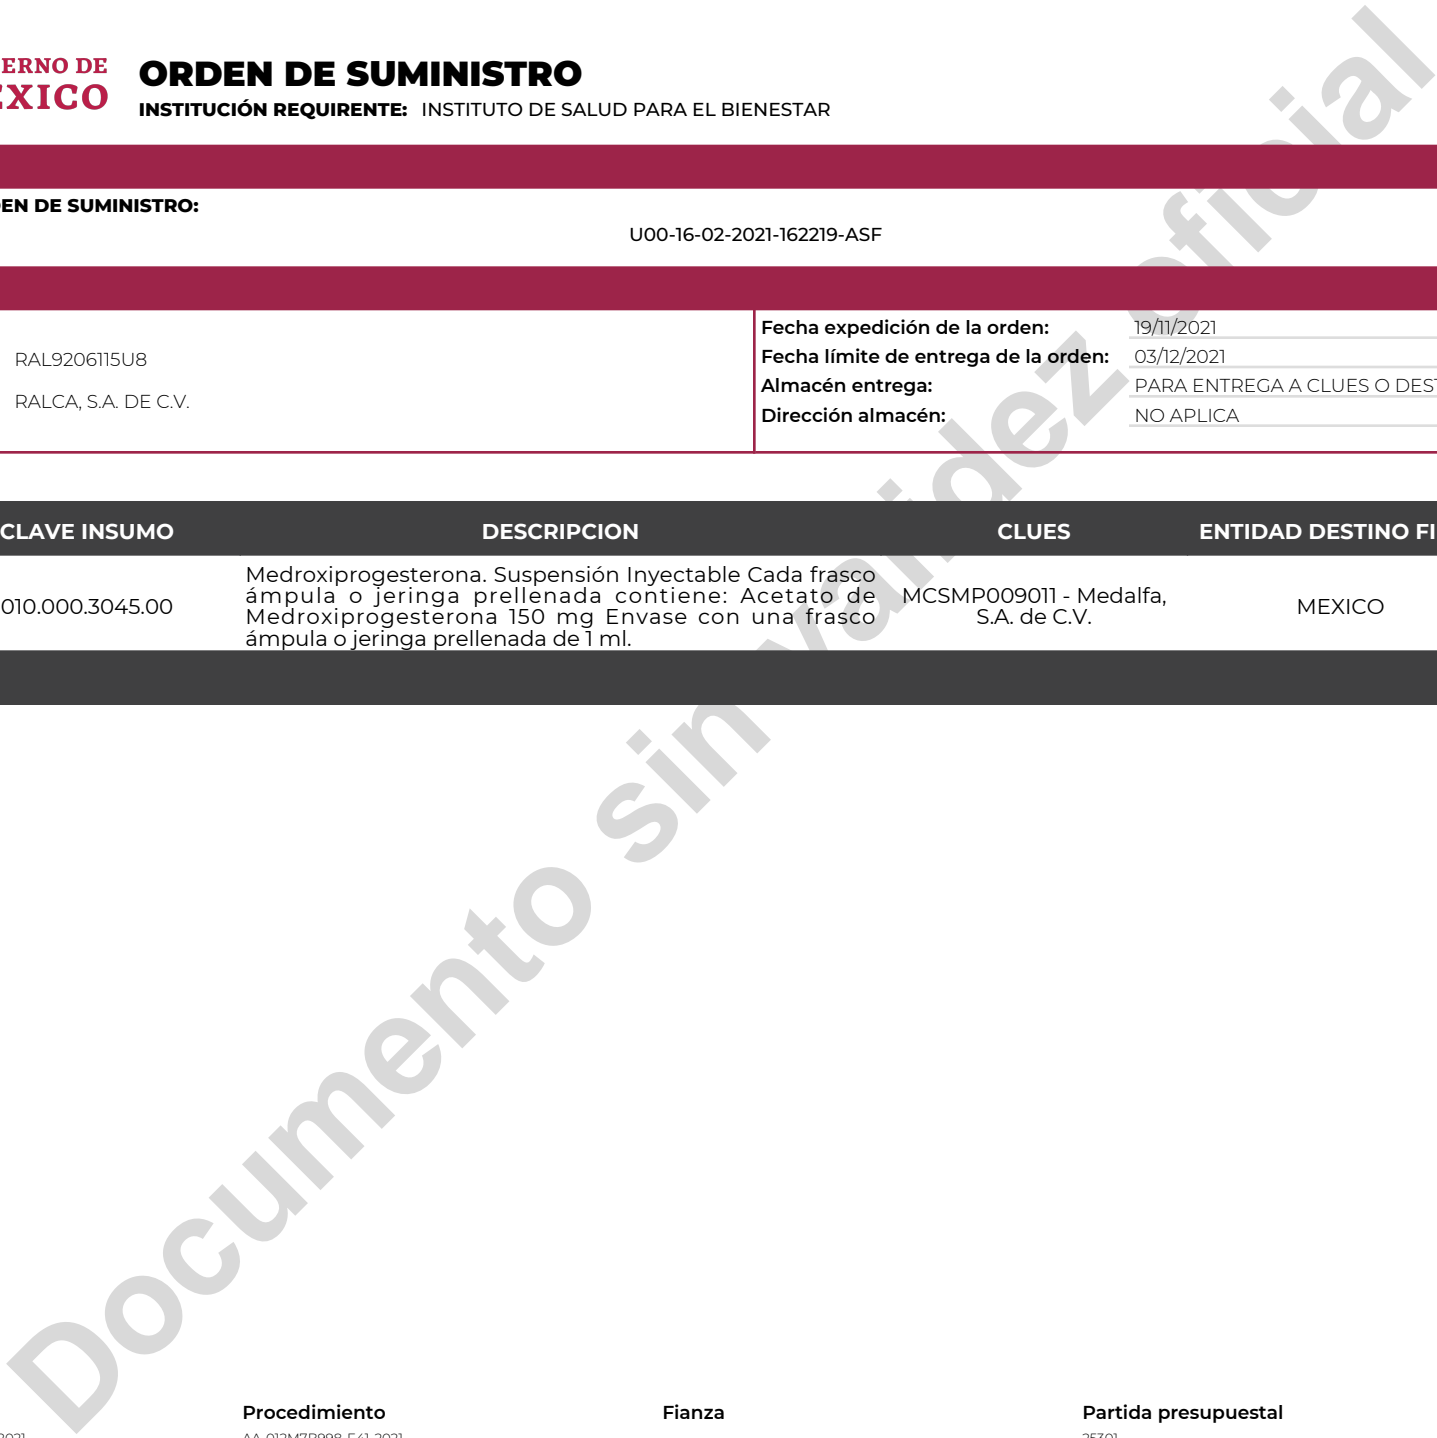 ERNO DE
EXICO
ORDEN DE SUMINISTRO
INSTITUCIÓN REQUIRENTE: INSTITUTO DE SALUD PARA EL BIENESTAR
EN DE SUMINISTRO:
U00-16-02-2021-162219-ASF
RAL9206115U8
RALCA, S.A. DE C.V.
Fecha expedición de la orden: 19/11/2021
Fecha límite de entrega de la orden: 03/12/2021
Almacén entrega: PARA ENTREGA A CLUES O DEST
Dirección almacén: NO APLICA
CLAVE INSUMO DESCRIPCION CLUES ENTIDAD DESTINO FI
010.000.3045.00
Medroxiprogesterona. Suspensión Inyectable Cada frasco
ámpula o jeringa prellenada contiene: Acetato de
Medroxiprogesterona 150 mg Envase con una frasco
ámpula o jeringa prellenada de 1 ml.
MCSMP009011 - Medalfa,
S.A. de C.V.
MEXICO
Documento sin validez oficial
Procedimiento Fianza Partida presupuestal